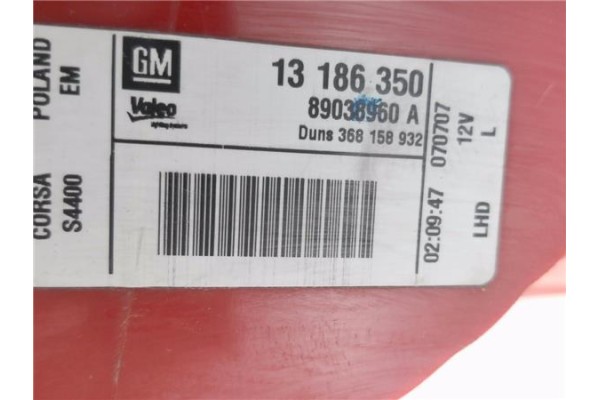 POLAND
EM
CORSA
S4400
GM
Valeo
13 186 350
89038960 A
Duns 368 158 932
02:09:47 070707
12V
LHD L